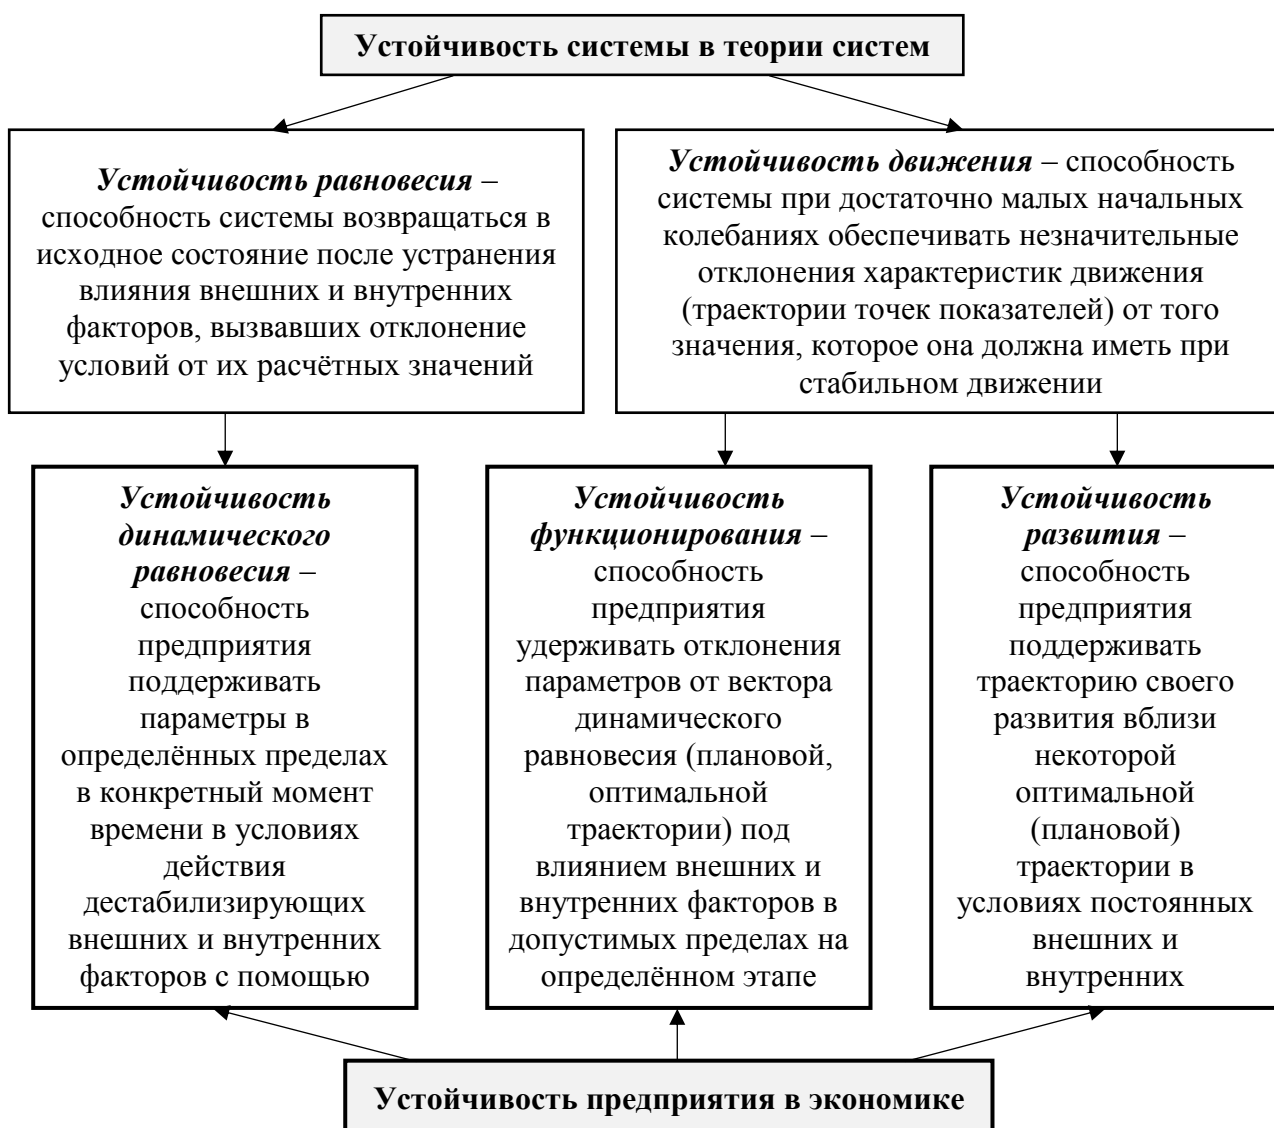 Устойчивость системы в теории систем
Устойчивость равновесия –
способность системы возвращаться в
исходное состояние после устранения
влияния внешних и внутренних
факторов, вызвавших отклонение
условий от их расчётных значений
Устойчивость движения – способность
системы при достаточно малых начальных
колебаниях обеспечивать незначительные
отклонения характеристик движения
(траектории точек показателей) от того
значения, которое она должна иметь при
стабильном движении
Устойчивость
динамического
равновесия –
способность
предприятия
поддерживать
параметры в
определённых пределах
в конкретный момент
времени в условиях
действия
дестабилизирующих
внешних и внутренних
факторов с помощью
Устойчивость
функционирования –
способность
предприятия
удерживать отклонения
параметров от вектора
динамического
равновесия (плановой,
оптимальной
траектории) под
влиянием внешних и
внутренних факторов в
допустимых пределах на
определённом этапе
Устойчивость
развития –
способность
предприятия
поддерживать
траекторию своего
развития вблизи
некоторой
оптимальной
(плановой)
траектории в
условиях постоянных
внешних и
внутренних
Устойчивость предприятия в экономике